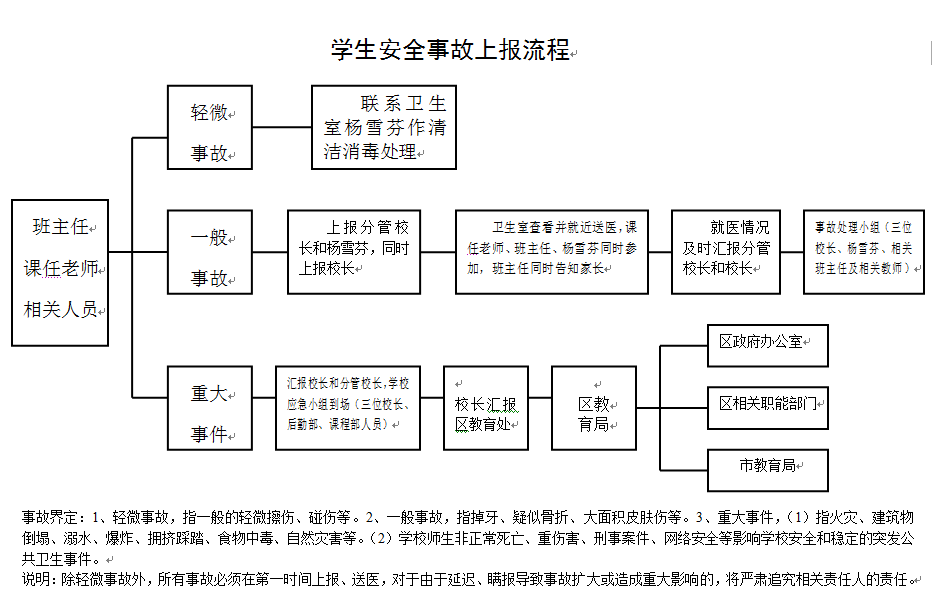 学生安全事故上报流程
轻微
事故
联系卫生
室杨雪芬作清
洁消毒处理
班主任
课任老师
相关人员
一般
事故
上报分管校
长和杨雪芬，同时
上报校长
卫生室查看并就近送医，课
任老师、班主任、杨雪芬同时参
加，班主任同时告知家长
就医情况
及时汇报分管
校长和校长
事故处理小组（三位
校长、杨雪芬、相关
班主任及相关教师）
重大
事件
汇报校长和分管校长，学校
应急小组到场（三位校长、
后勤部、课程部人员）
校长汇报
区教育处
区教
育局
区政府办公室
区相关职能部门
市教育局
事故界定：1、轻微事故，指一般的轻微擦伤、碰伤等。2、一般事故，指掉牙、疑似骨折、大面积皮肤伤等。3、重大事件，（1）指火灾、建筑物
倒塌、溺水、爆炸、拥挤踩踏、食物中毒、自然灾害等。（2）学校师生非正常死亡、重伤害、刑事案件、网络安全等影响学校安全和稳定的突发公
共卫生事件。
说明：除轻微事故外，所有事故必须在第一时间上报、送医，对于由于延迟、瞒报导致事故扩大或造成重大影响的，将严肃追究相关责任人的责任。